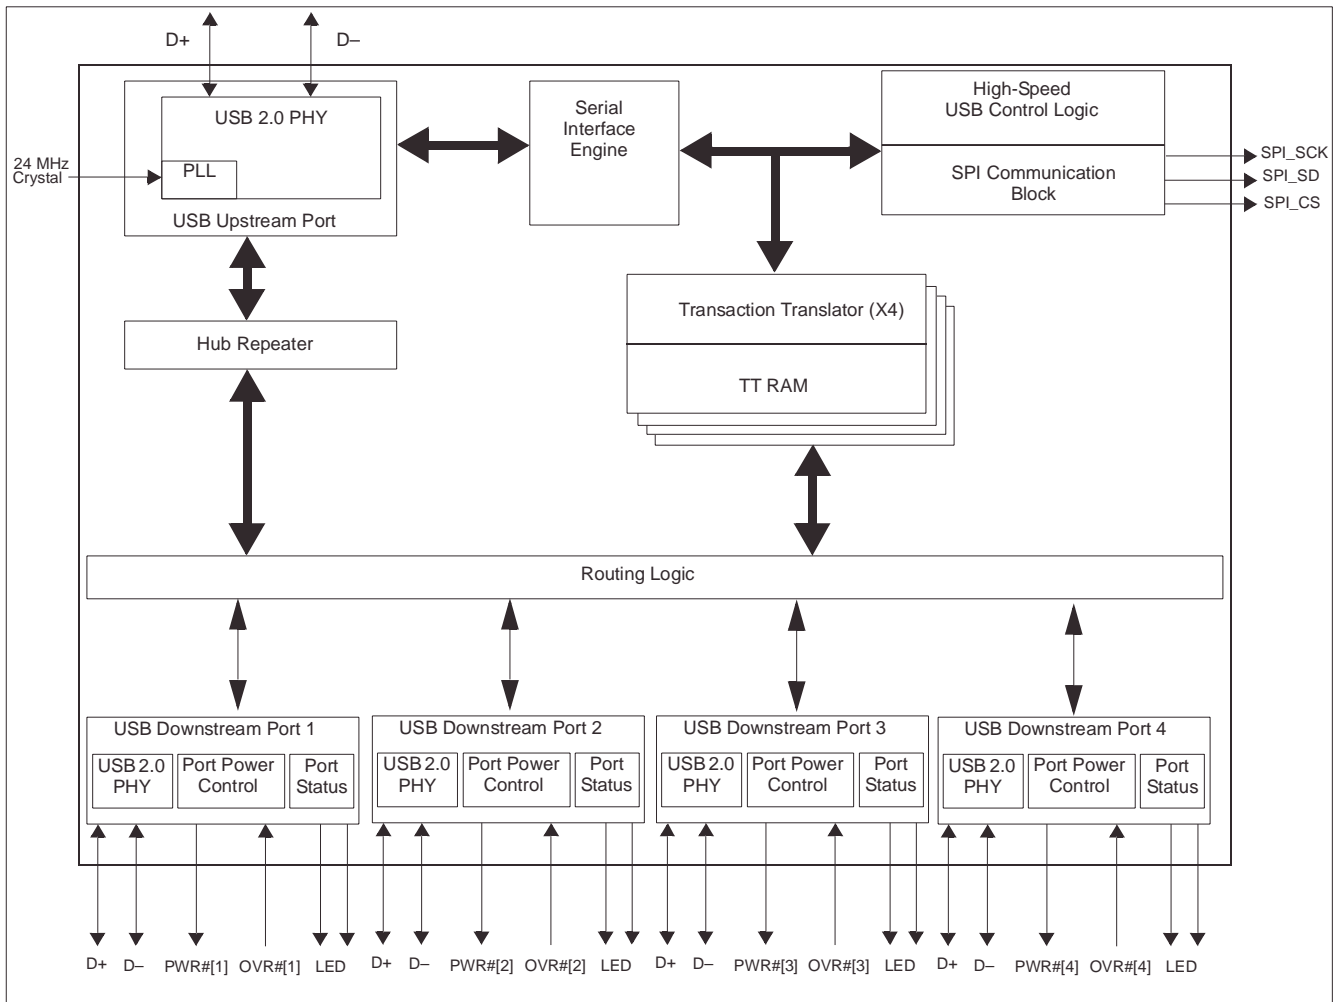 D+ D–
USB 2.0 PHY
PLL
24 MHz
Crystal
USB Upstream Port
Serial
Interface
Engine
High-Speed
USB Control Logic
SPI Communication
Block
SPI_SCK
SPI_SD
SPI_CS
Hub Repeater
Transaction Translator (X4)
TT RAM
Routing Logic
USB Downstream Port 1
USB 2.0
PHY
Port Power
Control
Port
Status
USB Downstream Port 2
USB 2.0
PHY
Port Power
Control
Port
Status
USB Downstream Port 3
USB 2.0
PHY
Port Power
Control
Port
Status
USB Downstream Port 4
USB 2.0
PHY
Port Power
Control
Port
Status
D+ D– PWR#[1] OVR#[1] LED
D+ D– PWR#[2] OVR#[2] LED
D+ D– PWR#[3] OVR#[3] LED
D+ D– PWR#[4] OVR#[4] LED